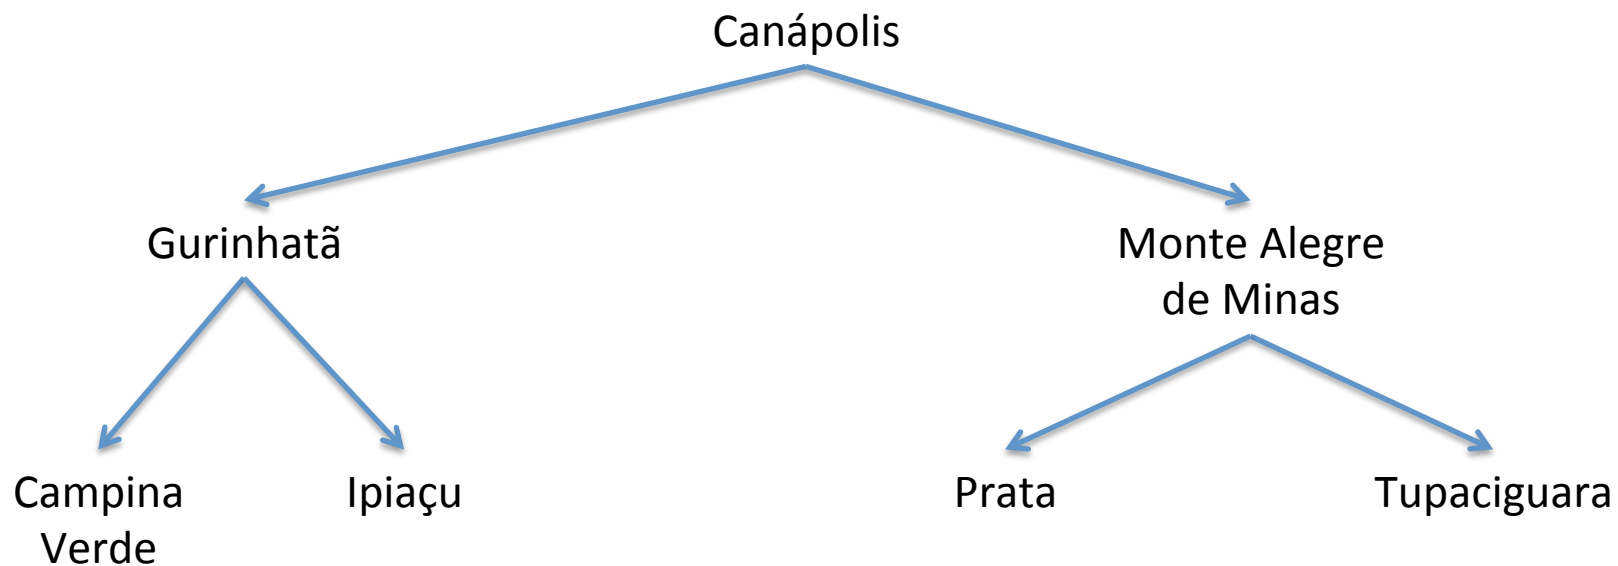 Canápolis
Gurinhatã
Monte Alegre
de Minas
Campina
Verde
Ipiaçu
Prata
Tupaciguara